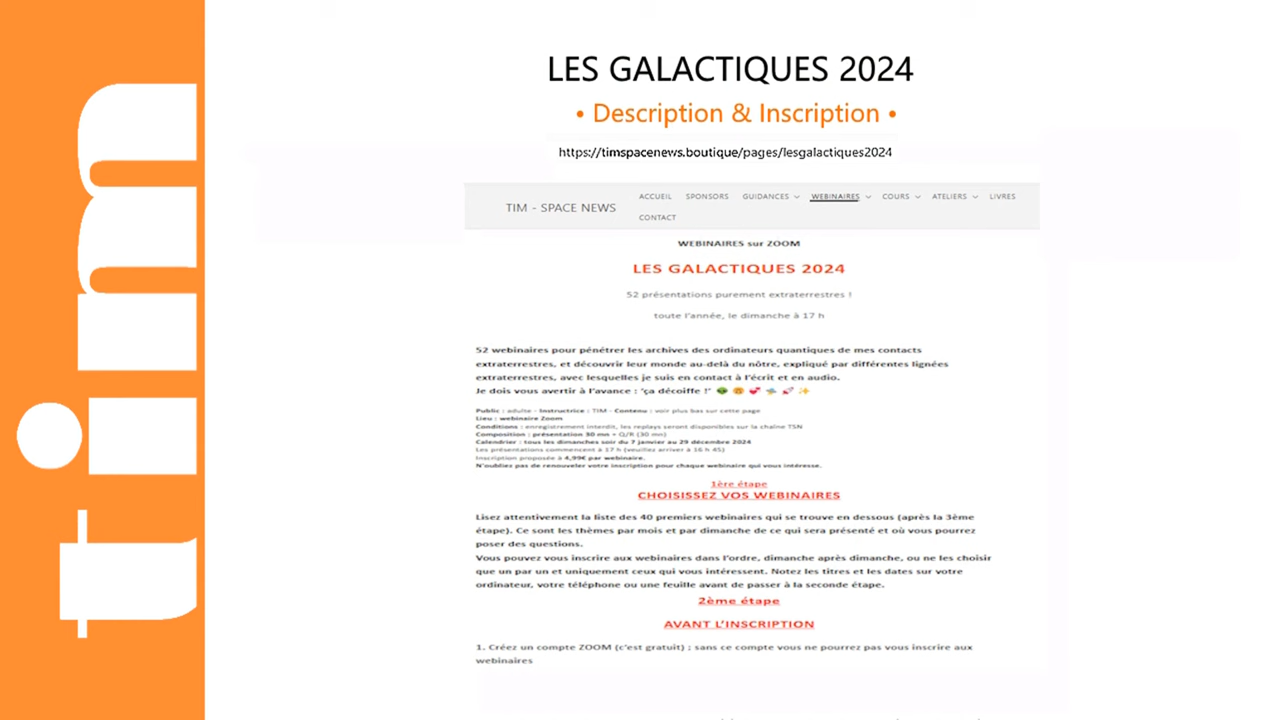 tim
LES GALACTIQUES 2024
• Description & Inscription •
https://timspacenews.boutique/pages/lesgalactiques2024
TIM - SPACE NEWS
ACCUEIL SPONSORS GUIDANCES WEBINAIRES COURS ATELIERS LIVRES
CONTACT
WEBINAIRES sur ZOOM
LES GALACTIQUES 2024
52 présentations purement extraterrestres !
toute l'année, le dimanche à 17 h
52 webinaires pour pénétrer les archives des ordinateurs quantiques de mes contacts
extraterrestres, et découvrir leur monde au-delà du nôtre, expliqué par différentes lignées
extraterrestres, avec lesquelles je suis en contact à l'écrit et en audio.
Je dois vous avertir à l'avance : 'ça décoiffe !'
Public : adulte - Instructrice : TIM - Contenu : voir plus bas sur cette page
Lieu : webinaire Zoom
Conditions : enregistrement interdit, les replays seront disponibles sur la chaîne TSN
Composition : présentation 30 mn + Q/R (30 mn)
Calendrier : tous les dimanches soir du 7 janvier au 29 décembre 2024
Les présentations commencent à 17 h (veuillez arriver à 16 h 45)
Inscription proposée à 4,99€ par webinaire.
N'oubliez pas de renouveler votre inscription pour chaque webinaire qui vous intéresse.
1ère étape
CHOISISSEZ VOS WEBINAIRES
Lisez attentivement la liste des 40 premiers webinaires qui se trouve en dessous (après la 3ème
étape). Ce sont les thèmes par mois et par dimanche de ce qui sera présenté et où vous pourrez
poser des questions.
Vous pouvez vous inscrire aux webinaires dans l'ordre, dimanche après dimanche, ou ne les choisir
que un par un et uniquement ceux qui vous intéressent. Notez les titres et les dates sur votre
ordinateur, votre téléphone ou une feuille avant de passer à la seconde étape.
2ème étape
AVANT L'INSCRIPTION
1. Créez un compte ZOOM (c'est gratuit) ; sans ce compte vous ne pourrez pas vous inscrire aux
webinaires